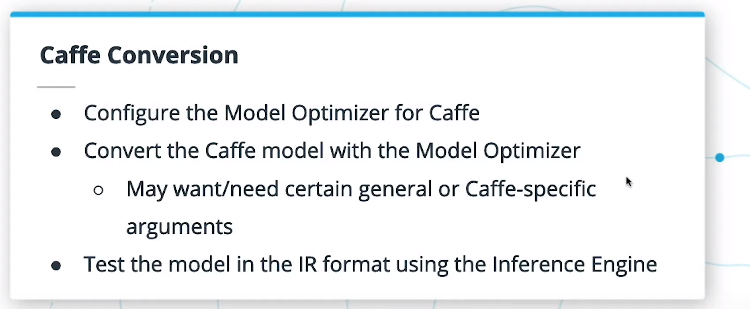 Caffe Conversion
● Configure the Model Optimizer for Caffe
● Convert the Caffe model with the Model Optimizer
○ May want/need certain general or Caffe-specific
arguments
● Test the model in the IR format using the Inference Engine